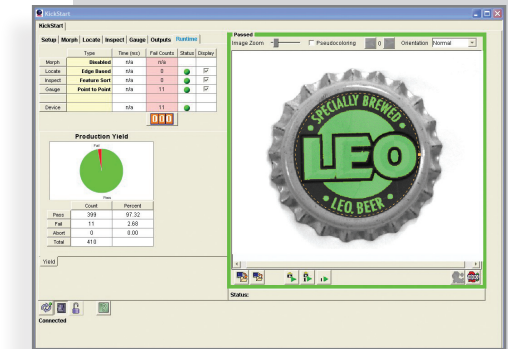 KickStart
KickStart
Setup Morph Locate Inspect Gauge Outputs Runtime
Type Time (ms) Fail Counts Status Display
Morph Disabled n/a n/a
Locate Edge Based n/a 0
Inspect Feature Sort n/a 0
Gauge Point to Point n/a 11
Device n/a 11
000
Production Yield
Fail
Pass
Count Percent
Pass 399 97.32
Fail 11 2.68
Abort 0 0.00
Total 410
Yield
Connected
Passed
Image Zoom Pseudocoloring 0 Orientation Normal
SPECIALLY BREWED
LEO
LEO. BEER
Status: